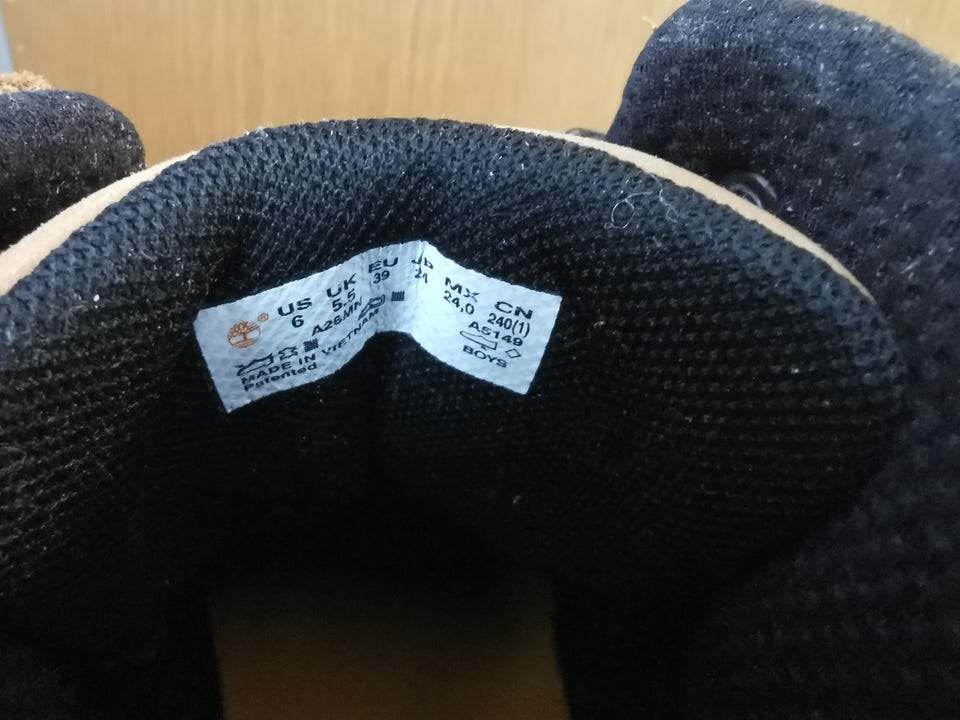 ® US UK EU Jp MX CN
6 5.5 39 24 24,0 240(1)
A26MN A5149
MADE IN VIETNAM BOYS
Patented